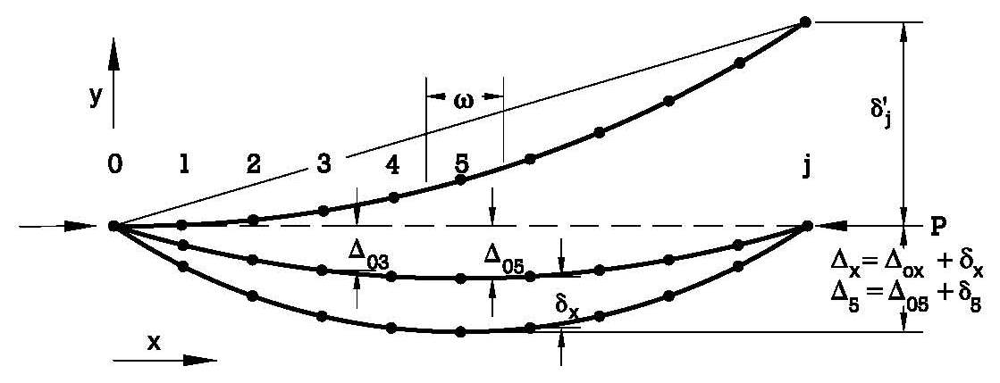 y
ω
δ'j
0 1 2 3 4 5 j
P
Δ03 Δ05
Δx = Δox + δx
δx
Δ5 = Δ05 + δ5
x